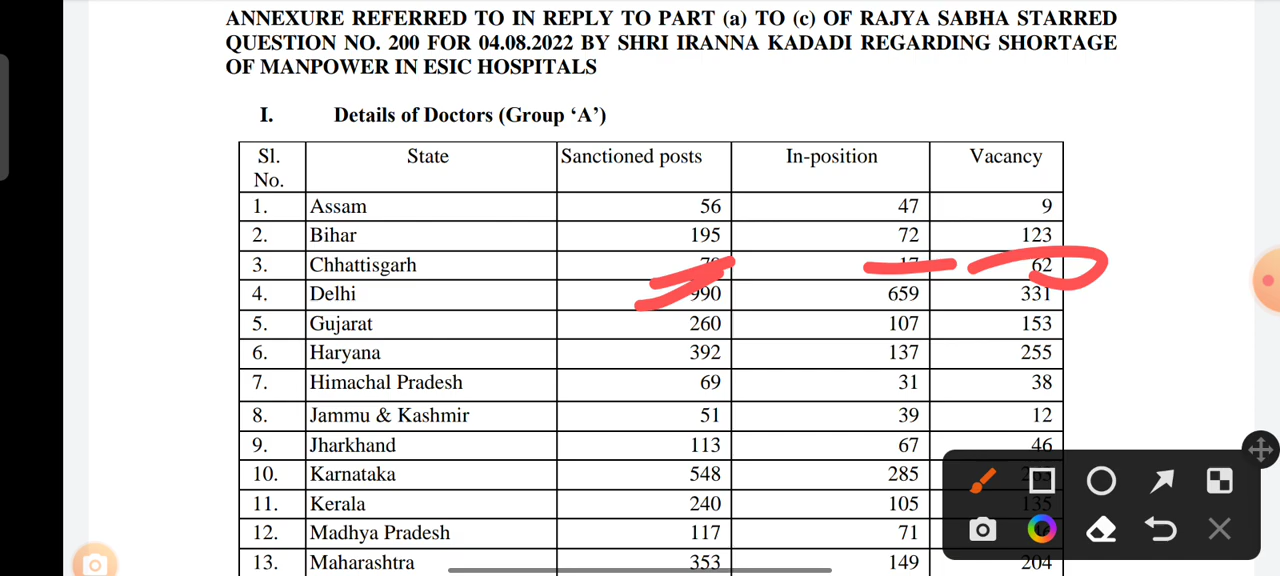 ANNEXURE REFERRED TO IN REPLY TO PART (a) TO (c) OF RAJYA SABHA STARRED
QUESTION NO. 200 FOR 04.08.2022 BY SHRI IRANNA KADADI REGARDING SHORTAGE
OF MANPOWER IN ESIC HOSPITALS
I. Details of Doctors (Group ‘A’)
Sl. No. State Sanctioned posts In-position Vacancy
1. Assam 56 47 9
2. Bihar 195 72 123
3. Chhattisgarh 17 62
4. Delhi 990 659 331
5. Gujarat 260 107 153
6. Haryana 392 137 255
7. Himachal Pradesh 69 31 38
8. Jammu & Kashmir 51 39 12
9. Jharkhand 113 67 46
10. Karnataka 548 285
11. Kerala 240 105 135
12. Madhya Pradesh 117 71
13. Maharashtra 353 149 204